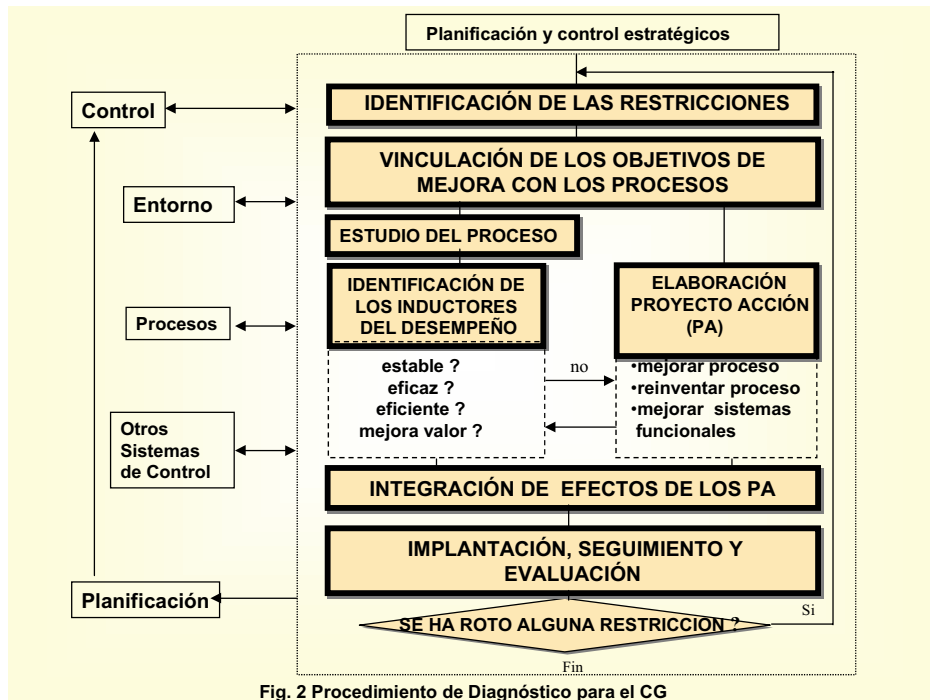 Planificación y control estratégicos
Control
IDENTIFICACIÓN DE LAS RESTRICCIONES
VINCULACIÓN DE LOS OBJETIVOS DE
MEJORA CON LOS PROCESOS
Entorno
ESTUDIO DEL PROCESO
IDENTIFICACIÓN DE
LOS INDUCTORES
DEL DESEMPEÑO
ELABORACIÓN
PROYECTO ACCIÓN
(PA)
Procesos
estable ?
eficaz ?
eficiente ?
mejora valor ?
no
•mejorar proceso
•reinventar proceso
•mejorar sistemas
funcionales
Otros
Sistemas
de Control
INTEGRACIÓN DE EFECTOS DE LOS PA
IMPLANTACIÓN, SEGUIMIENTO Y
EVALUACIÓN
Planificación
SE HA ROTO ALGUNA RESTRICCIÓN ?
Si
Fin
Fig. 2 Procedimiento de Diagnóstico para el CG